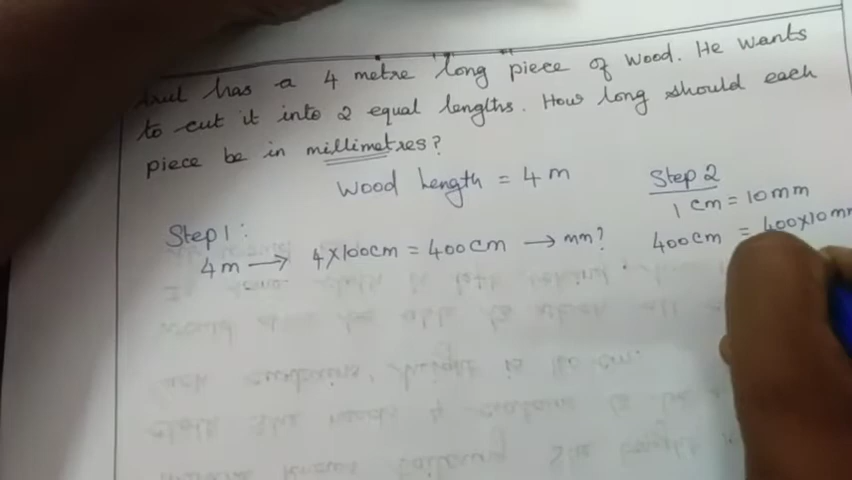 has a 4 metre long piece of wood. He wants
to cut it into 2 equal lengths. How long should each
piece be in millimetres?
Wood Length = 4 m
Step 1:
4 m → 4×100cm = 400cm → mm?
Step 2
1 cm = 10 mm
400cm = 400×10 mm